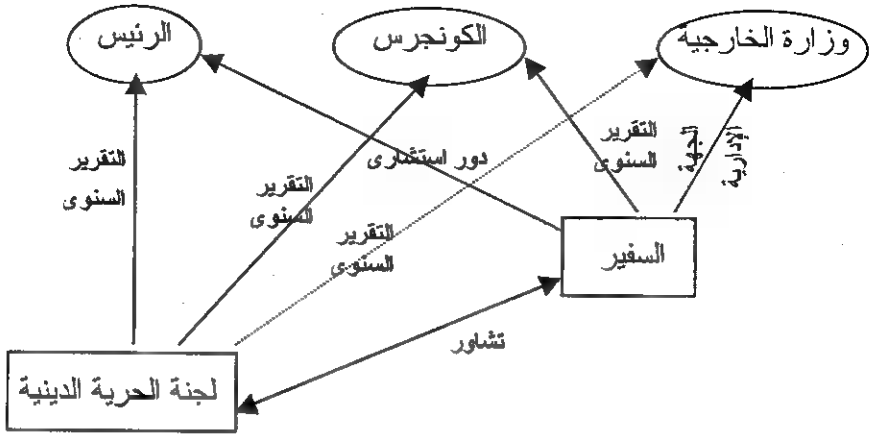 وزارة الخارجية
الكونجرس
الرئيس
الجهة
الإدارية
التقرير
السنوى
دور استشارى
التقرير
السنوى
التقرير
السنوى
التقرير
السنوى
السفير
تشاور
لجنة الحرية الدينية